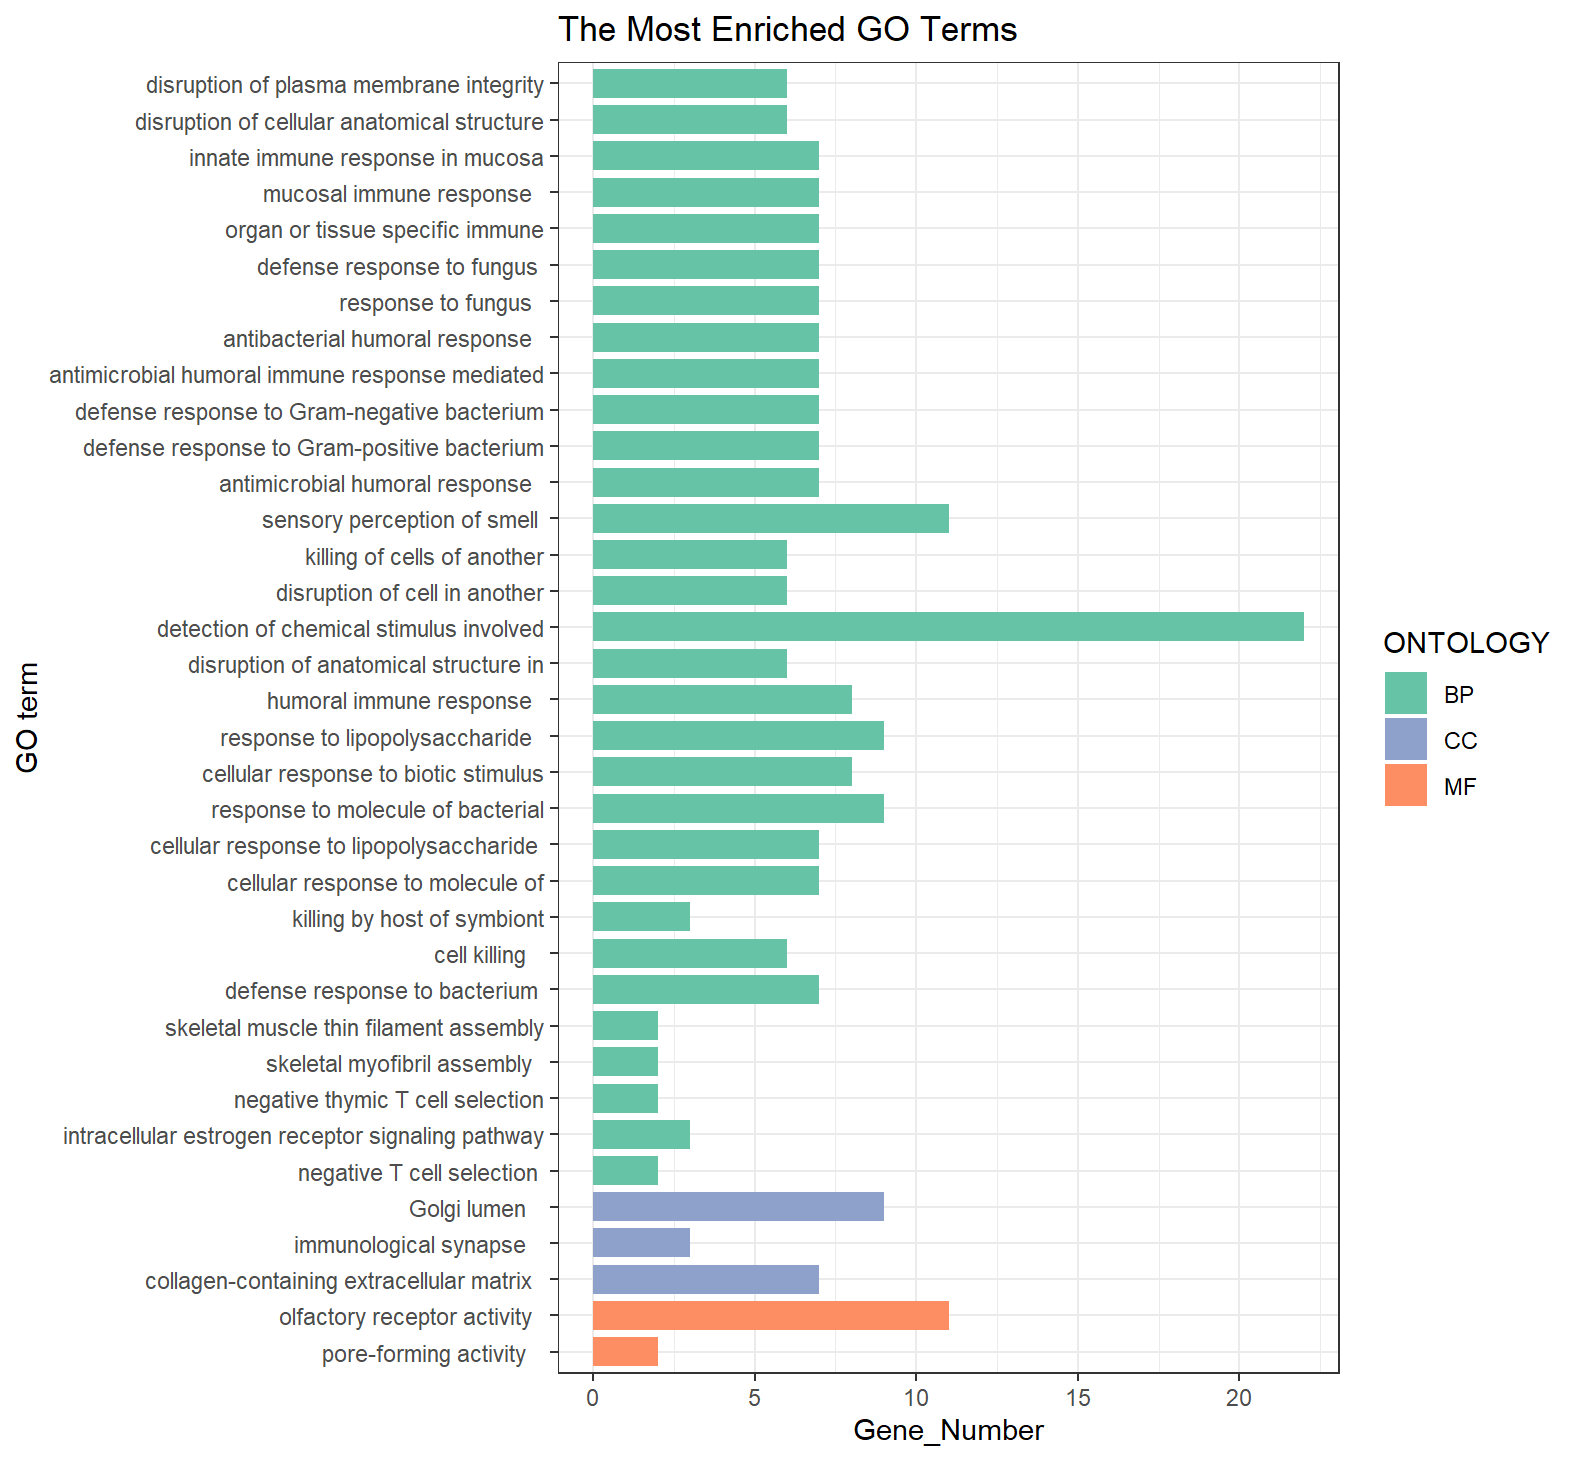 The Most Enriched GO Terms
disruption of plasma membrane integrity
disruption of cellular anatomical structure
innate immune response in mucosa
mucosal immune response
organ or tissue specific immune
defense response to fungus
response to fungus
antibacterial humoral response
antimicrobial humoral immune response mediated
defense response to Gram-negative bacterium
defense response to Gram-positive bacterium
antimicrobial humoral response
sensory perception of smell
killing of cells of another
disruption of cell in another
detection of chemical stimulus involved
disruption of anatomical structure in
humoral immune response
response to lipopolysaccharide
cellular response to biotic stimulus
response to molecule of bacterial
cellular response to lipopolysaccharide
cellular response to molecule of
killing by host of symbiont
cell killing
defense response to bacterium
skeletal muscle thin filament assembly
skeletal myofibril assembly
negative thymic T cell selection
intracellular estrogen receptor signaling pathway
negative T cell selection
Golgi lumen
immunological synapse
collagen-containing extracellular matrix
olfactory receptor activity
pore-forming activity
GO term
0 5 10 15 20
Gene_Number
ONTOLOGY
BP
CC
MF